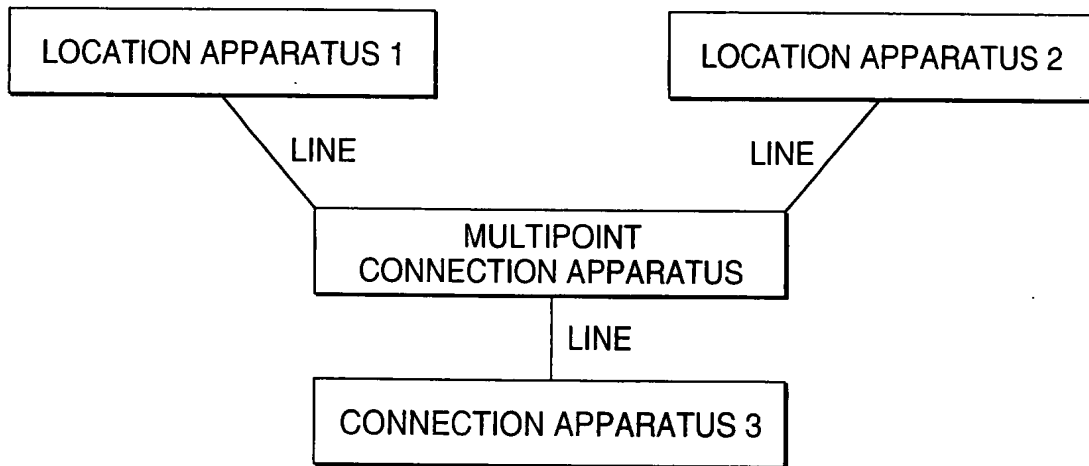 LOCATION APPARATUS 1
LOCATION APPARATUS 2
LINE
LINE
MULTIPOINT
CONNECTION APPARATUS
LINE
CONNECTION APPARATUS 3